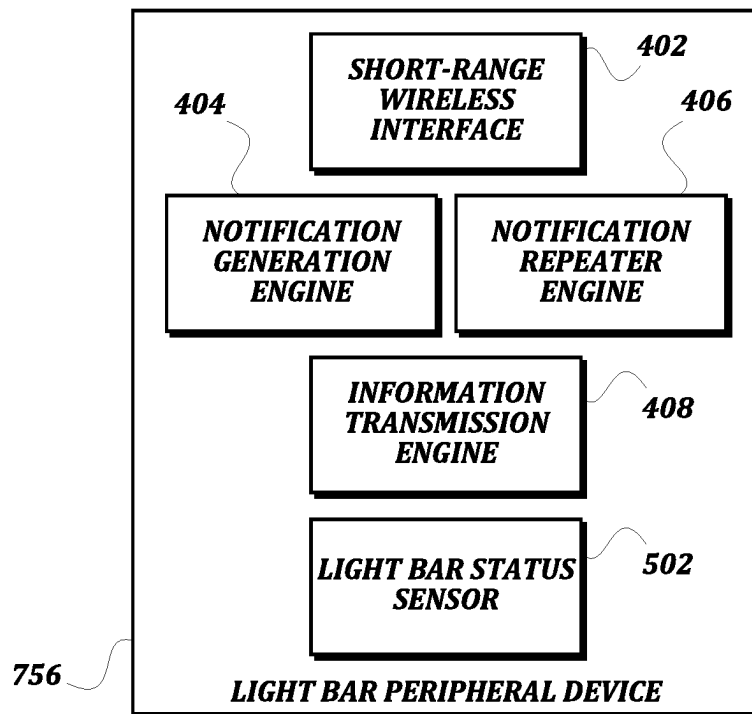 402
SHORT-RANGE
WIRELESS
INTERFACE
404
406
NOTIFICATION
GENERATION
ENGINE
NOTIFICATION
REPEATER
ENGINE
INFORMATION
TRANSMISSION
ENGINE
408
LIGHT BAR STATUS
SENSOR
502
756
LIGHT BAR PERIPHERAL DEVICE